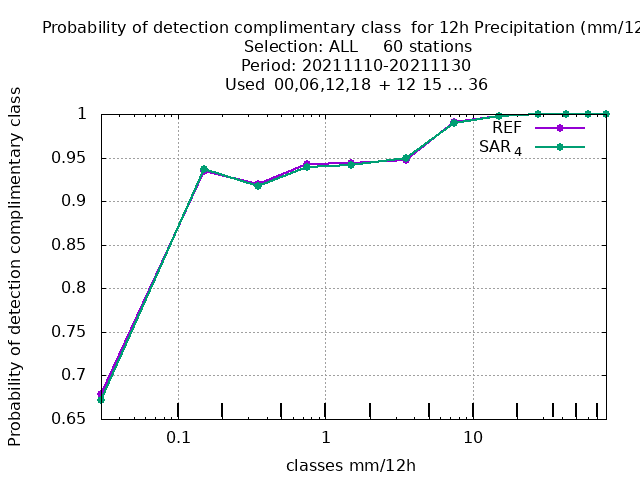 Probability of detection complimentary class for 12h Precipitation (mm/12
Selection: ALL 60 stations
Period: 20211110-20211130
Used 00,06,12,18 + 12 15 ... 36
Probability of detection complimentary class
1
0.95
0.9
0.85
0.8
0.75
0.7
0.65
REF
SAR 4
0.1
1
10
classes mm/12h